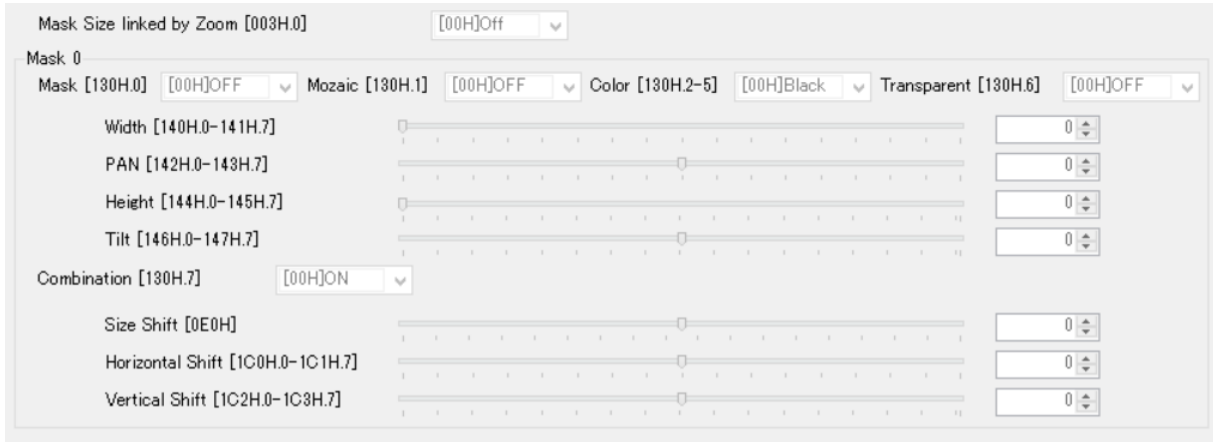 Mask Size linked by Zoom [003H.0] [00H]Off
Mask 0
Mask [130H.0] [00H]OFF Mozaic [130H.1] [00H]OFF Color [130H.2-5] [00H]Black Transparent [130H.6] [00H]OFF
Width [140H.0-141H.7] 0
PAN [142H.0-143H.7] 0
Height [144H.0-145H.7] 0
Tilt [146H.0-147H.7] 0
Combination [130H.7] [00H]ON
Size Shift [0E0H] 0
Horizontal Shift [1C0H.0-1C1H.7] 0
Vertical Shift [1C2H.0-1C3H.7] 0